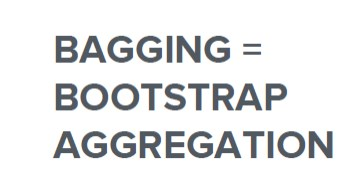 BAGGING =
BOOTSTRAP
AGGREGATION